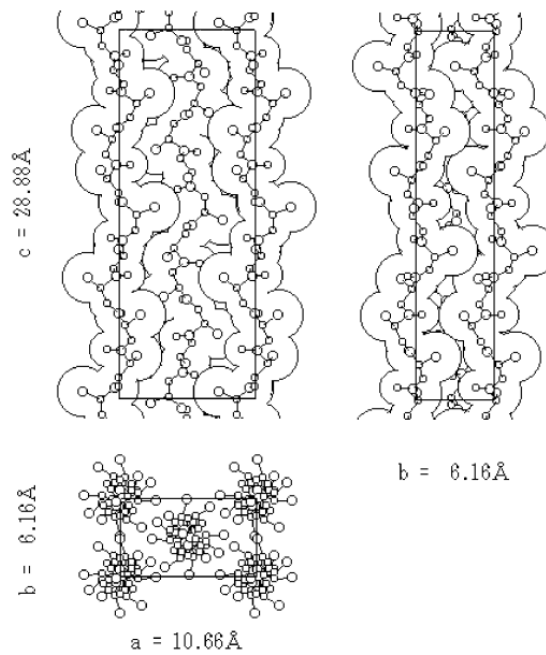 c = 28.88Å
b = 6.16Å
b = 6.16Å
a = 10.66Å